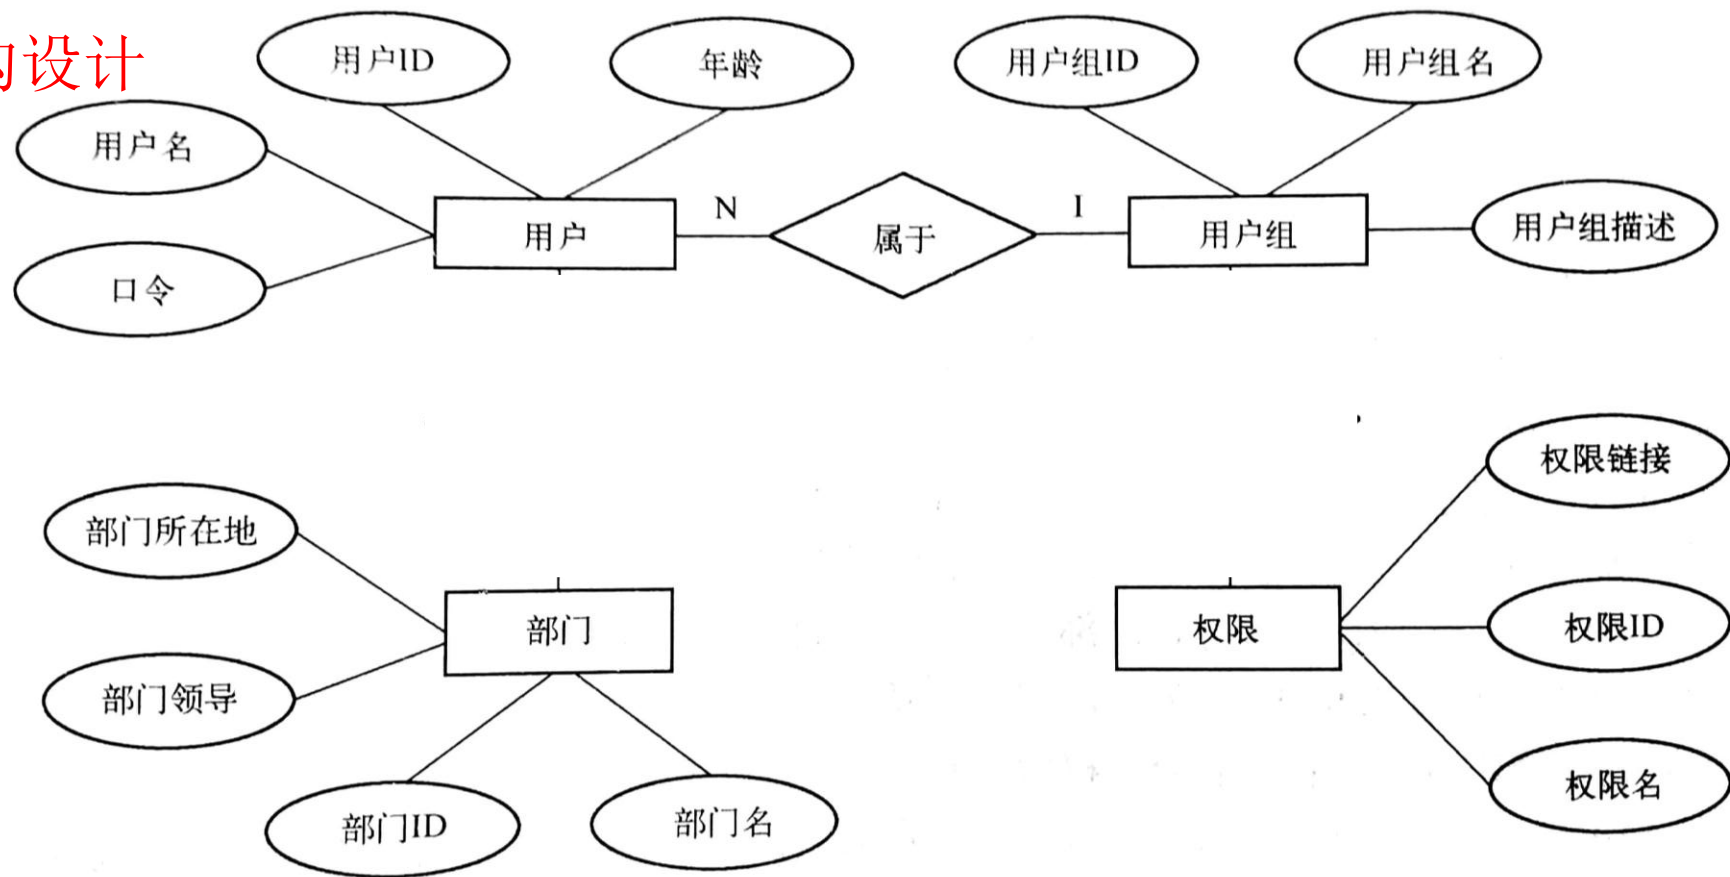 的设计
用户ID
年龄
用户组ID
用户组名
用户名
用户
N
属于
I
用户组
用户组描述
口令
权限链接
部门所在地
部门
权限
权限ID
部门领导
部门ID
部门名
权限名